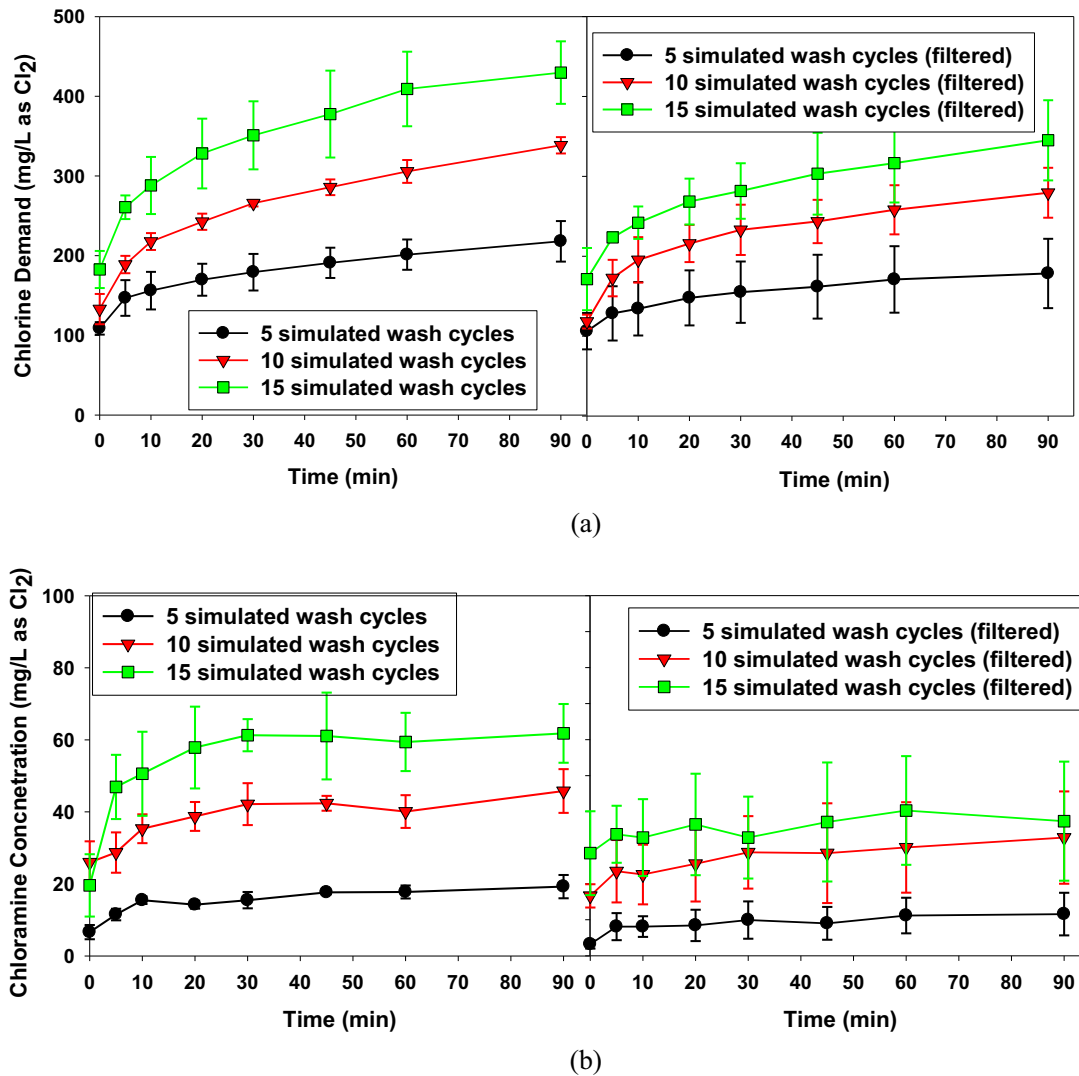 Chlorine Demand (mg/L as Cl2)
500
400
300
200
100
0
5 simulated wash cycles
10 simulated wash cycles
15 simulated wash cycles
0 10 20 30 40 50 60 70 80 90
Time (min)
5 simulated wash cycles (filtered)
10 simulated wash cycles (filtered)
15 simulated wash cycles (filtered)
0 10 20 30 40 50 60 70 80 90
Time (min)
(a)
Chloramine Concnetration (mg/L as Cl2)
100
80
60
40
20
0
5 simulated wash cycles
10 simulated wash cycles
15 simulated wash cycles
0 10 20 30 40 50 60 70 80 90
Time (min)
5 simulated wash cycles (filtered)
10 simulated wash cycles (filtered)
15 simulated wash cycles (filtered)
0 10 20 30 40 50 60 70 80 90
Time (min)
(b)